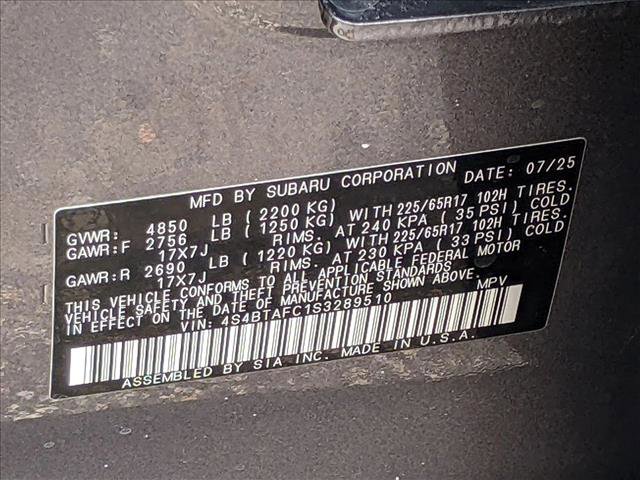 MFD BY SUBARU CORPORATION DATE: 07/25
GVWR: 4850 LB (2200 KG)
GAWR:F 2756 LB (1250 KG) WITH 225/65R17 102H TIRES.
17X7J RIMS. AT 240 KPA (35 PSI) COLD
GAWR:R 2690 LB (1220 KG) WITH 225/65R17 102H TIRES.
17X7J RIMS. AT 230 KPA (33 PSI) COLD
THIS VEHICLE CONFORMS TO ALL APPLICABLE FEDERAL MOTOR
VEHICLE SAFETY AND THEFT PREVENTION STANDARDS
IN EFFECT ON THE DATE OF MANUFACTURE SHOWN ABOVE.
VIN: 4S4BTAFC1S3289510 MPV
ASSEMBLED BY SIA INC. MADE IN U.S.A.